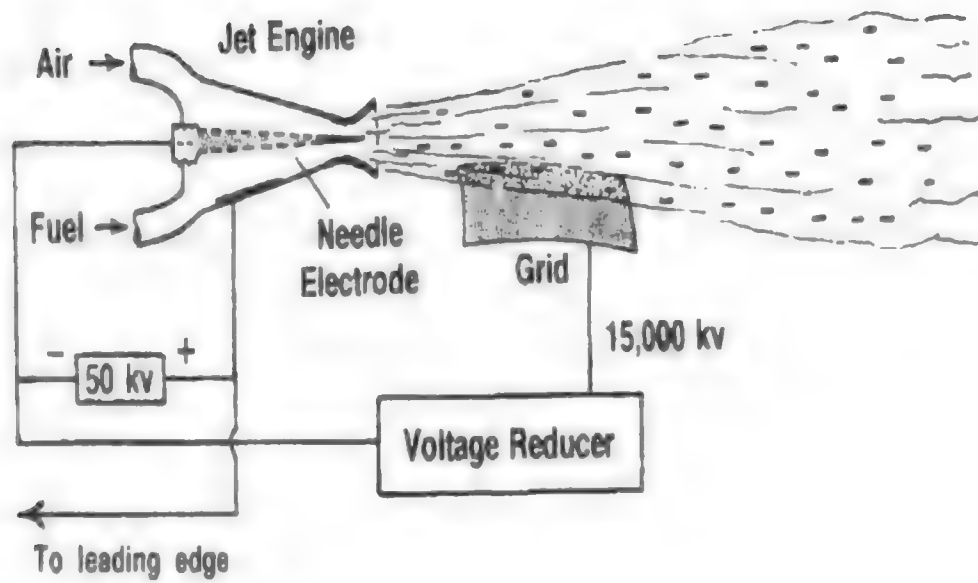 Jet Engine
Air
Fuel
Needle
Electrode
Grid
15,000 kv
-
+
50 kv
Voltage Reducer
To leading edge